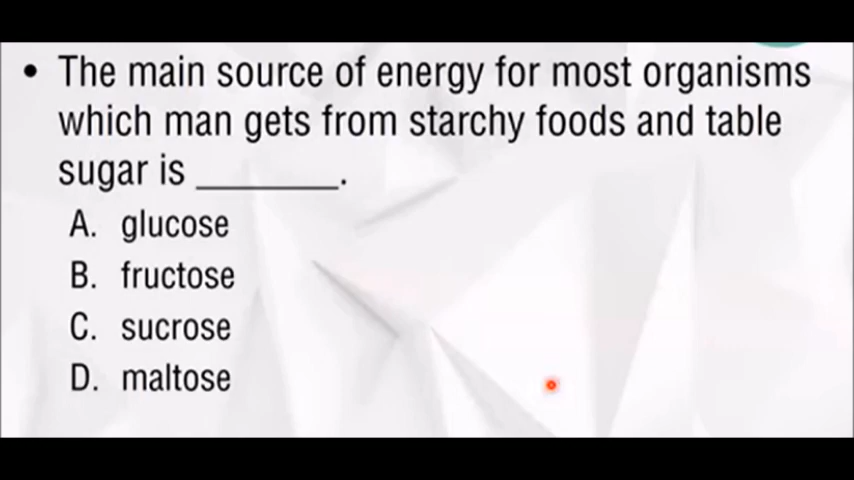 • The main source of energy for most organisms
which man gets from starchy foods and table
sugar is ________.
A. glucose
B. fructose
C. sucrose
D. maltose